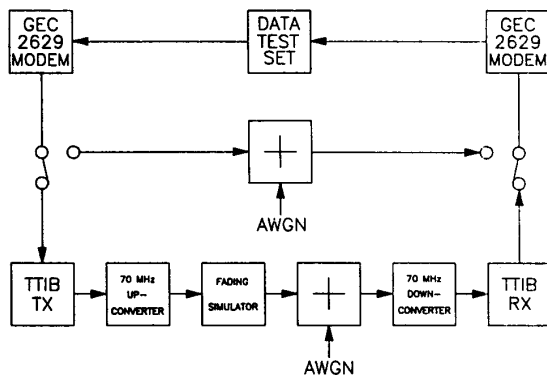 GEC
2629
MODEM
DATA
TEST
SET
GEC
2629
MODEM
AWGN
TTIB
TX
70 MHz
UP-
CONVERTER
FADING
SIMULATOR
70 MHz
DOWN-
CONVERTER
TTIB
RX
AWGN